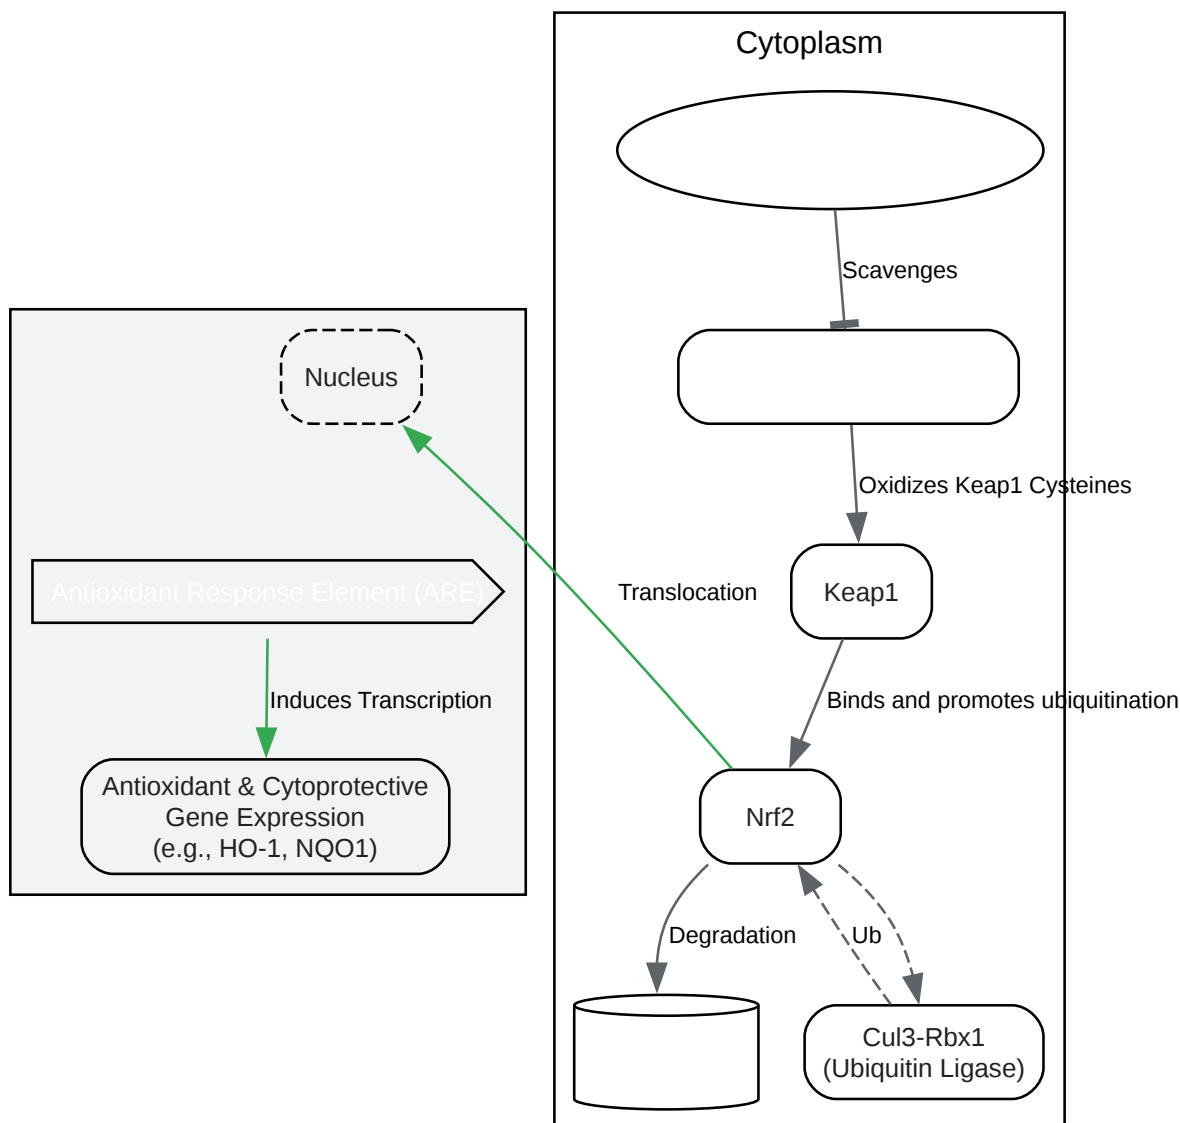 Cytoplasm
Scavenges
Nucleus
Oxidizes Keap1 Cysteines
Antioxidant Response Element (ARE)
Translocation
Keap1
Induces Transcription
Binds and promotes ubiquitination
Antioxidant & Cytoprotective
Gene Expression
(e.g., HO-1, NQO1)
Nrf2
Degradation
Ub
Cul3-Rbx1
(Ubiquitin Ligase)